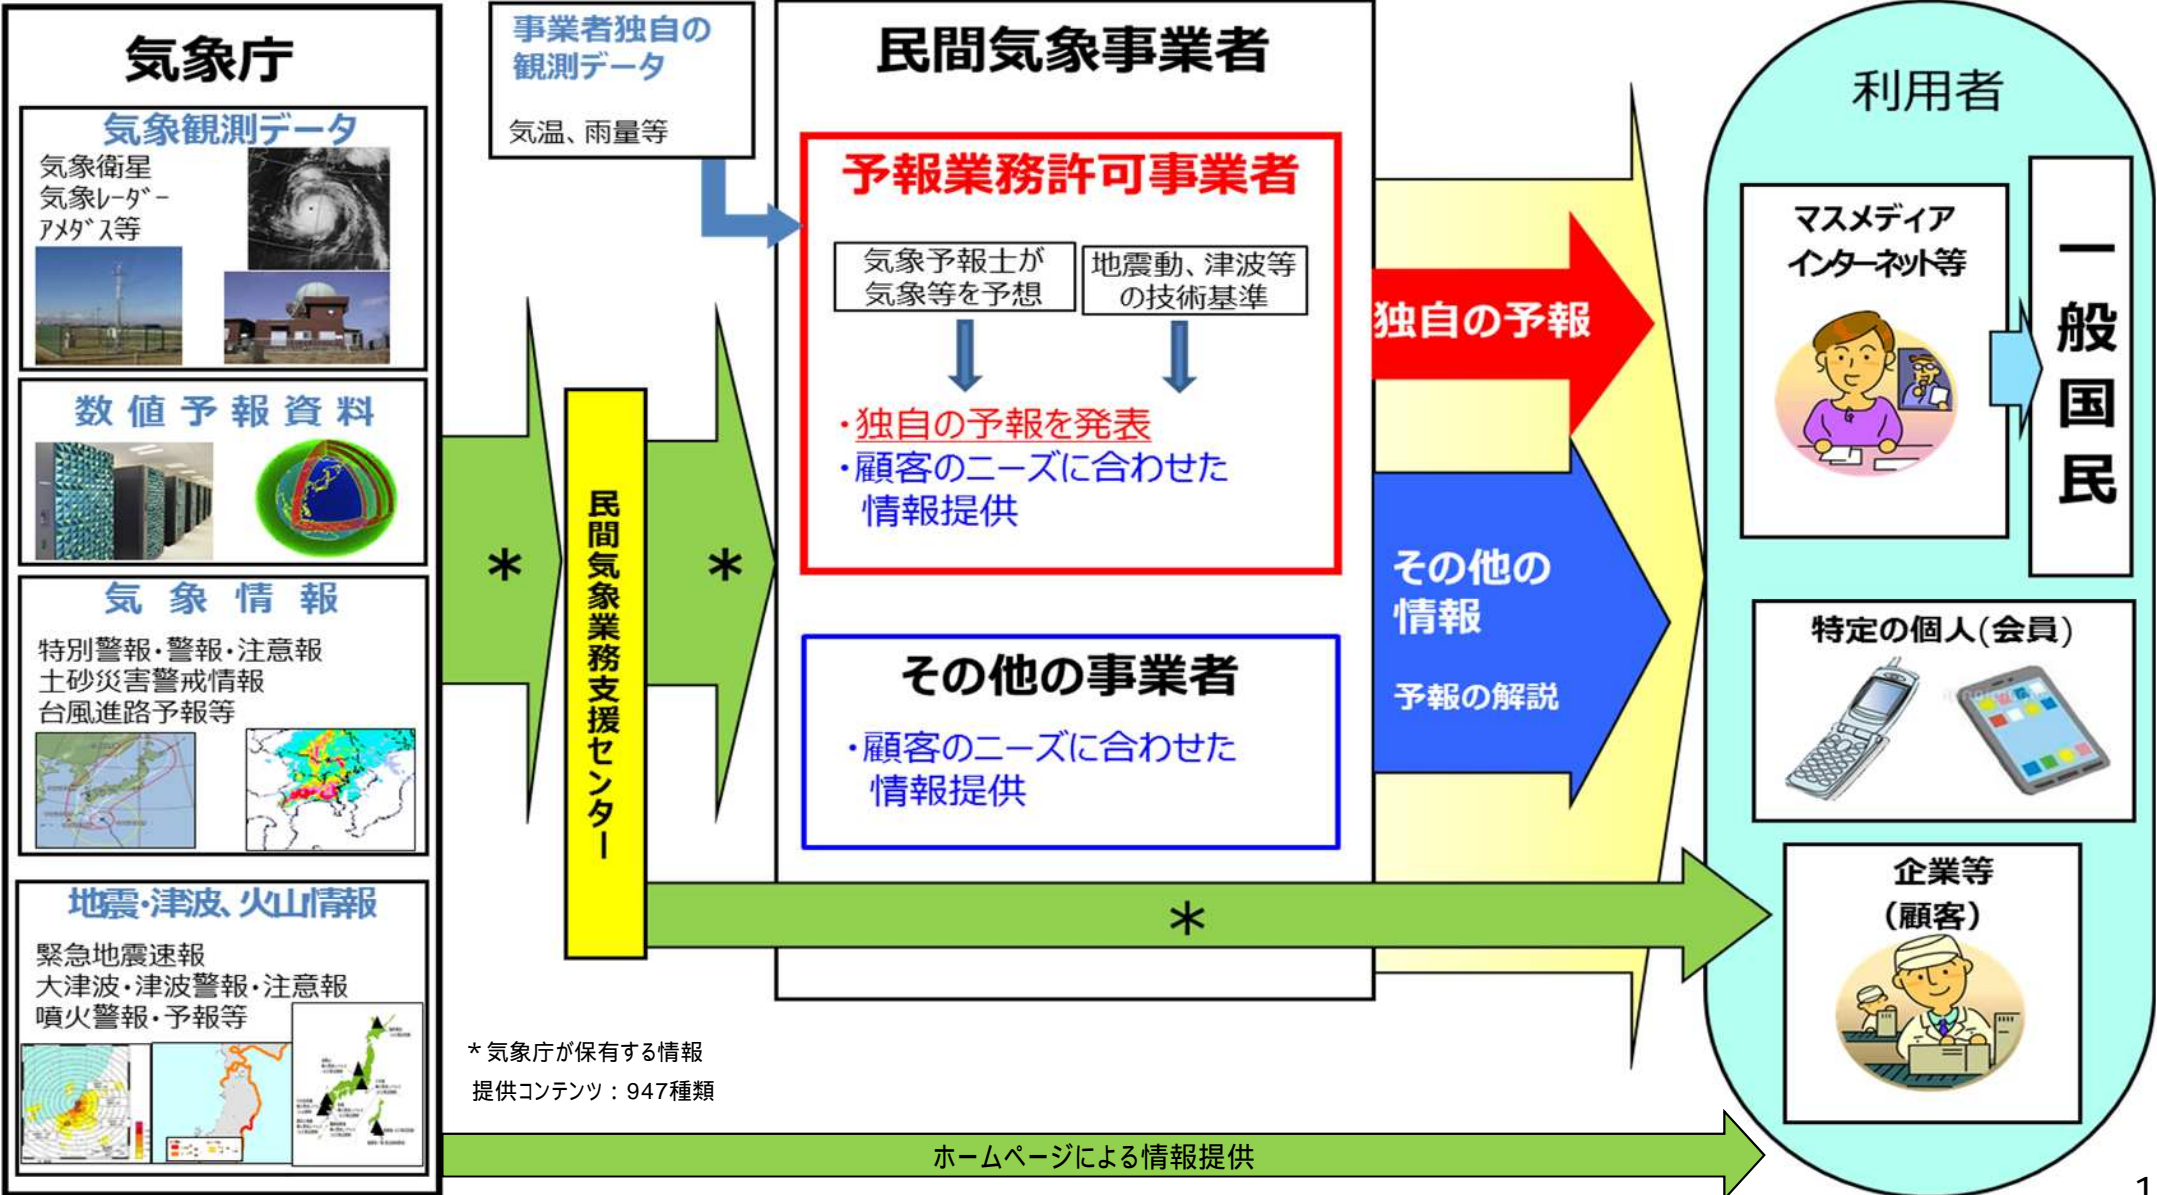 気象庁
気象観測データ
気象衛星
気象ﾚｰﾀﾞｰ
ｱﾒﾀﾞｽ等
数値予報資料
気象情報
特別警報・警報・注意報
土砂災害警戒情報
台風進路予報等
地震・津波、火山情報
緊急地震速報
大津波・津波警報・注意報
噴火警報・予報等
事業者独自の
観測データ
気温、雨量等
＊
民間気象業務支援センター
＊
民間気象事業者
予報業務許可事業者
気象予報士が
気象等を予想
地震動、津波等
の技術基準
・独自の予報を発表
・顧客のニーズに合わせた
情報提供
その他の事業者
・顧客のニーズに合わせた
情報提供
＊
独自の予報
その他の
情報
予報の解説
利用者
マスメディア
インターネット等
一般国民
特定の個人(会員)
企業等
（顧客）
＊気象庁が保有する情報
提供コンテンツ：947種類
ホームページによる情報提供
1